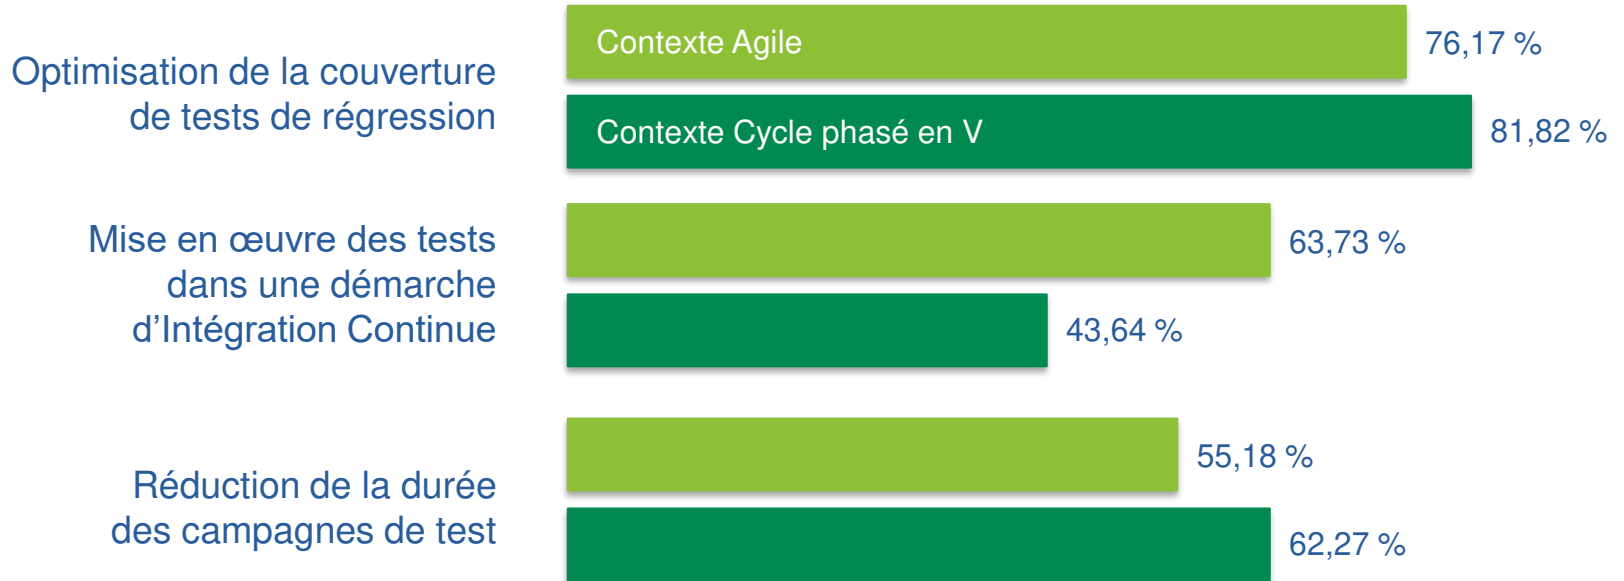 Optimisation de la couverture
de tests de régression
Contexte Agile
76,17 %
Contexte Cycle phasé en V
81,82 %
Mise en œuvre des tests
dans une démarche
d’Intégration Continue
63,73 %
43,64 %
Réduction de la durée
des campagnes de test
55,18 %
62,27 %